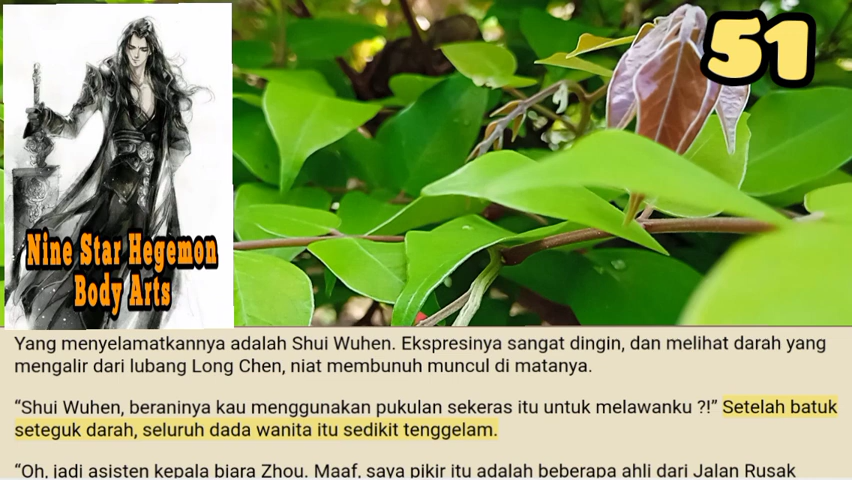 51
Nine Star Hegemon
Body Arts
Yang menyelamatkannya adalah Shui Wuhen. Ekspresinya sangat dingin, dan melihat darah yang
mengalir dari lubang Long Chen, niat membunuh muncul di matanya.
“Shui Wuhen, beraninya kau menggunakan pukulan sekeras itu untuk melawanku ?!” Setelah batuk
seteguk darah, seluruh dada wanita itu sedikit tenggelam.
“Oh, jadi asisten kepala biara Zhou. Maaf, saya pikir itu adalah beberapa ahli dari Jalan Rusak